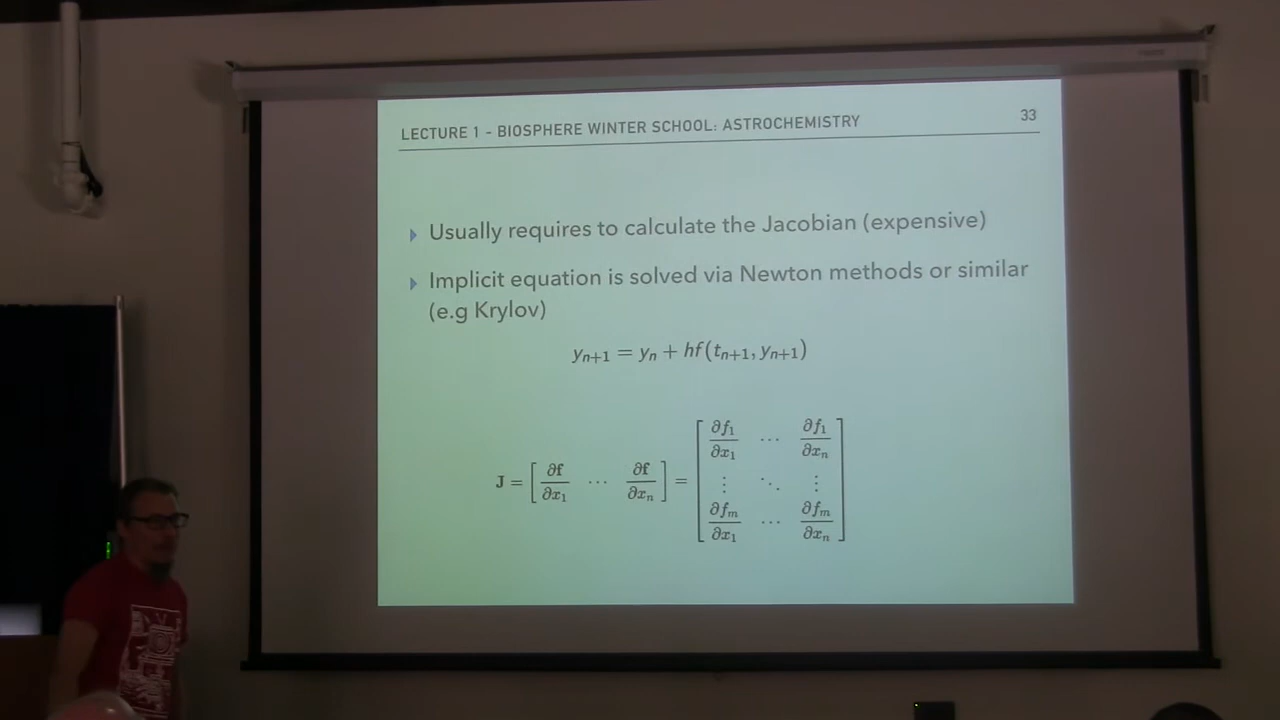 LECTURE 1 - BIOSPHERE WINTER SCHOOL: ASTROCHEMISTRY 33
Usually requires to calculate the Jacobian (expensive)
Implicit equation is solved via Newton methods or similar
(e.g Krylov)
yₙ₊₁ = yₙ + hf(tₙ₊₁, yₙ₊₁)
J = [∂f/∂x₁ ⋯ ∂f/∂xₙ] = [∂f₁/∂x₁ ⋯ ∂f₁/∂xₙ
⋮ ⋱ ⋮
∂fₘ/∂x₁ ⋯ ∂fₘ/∂xₙ]